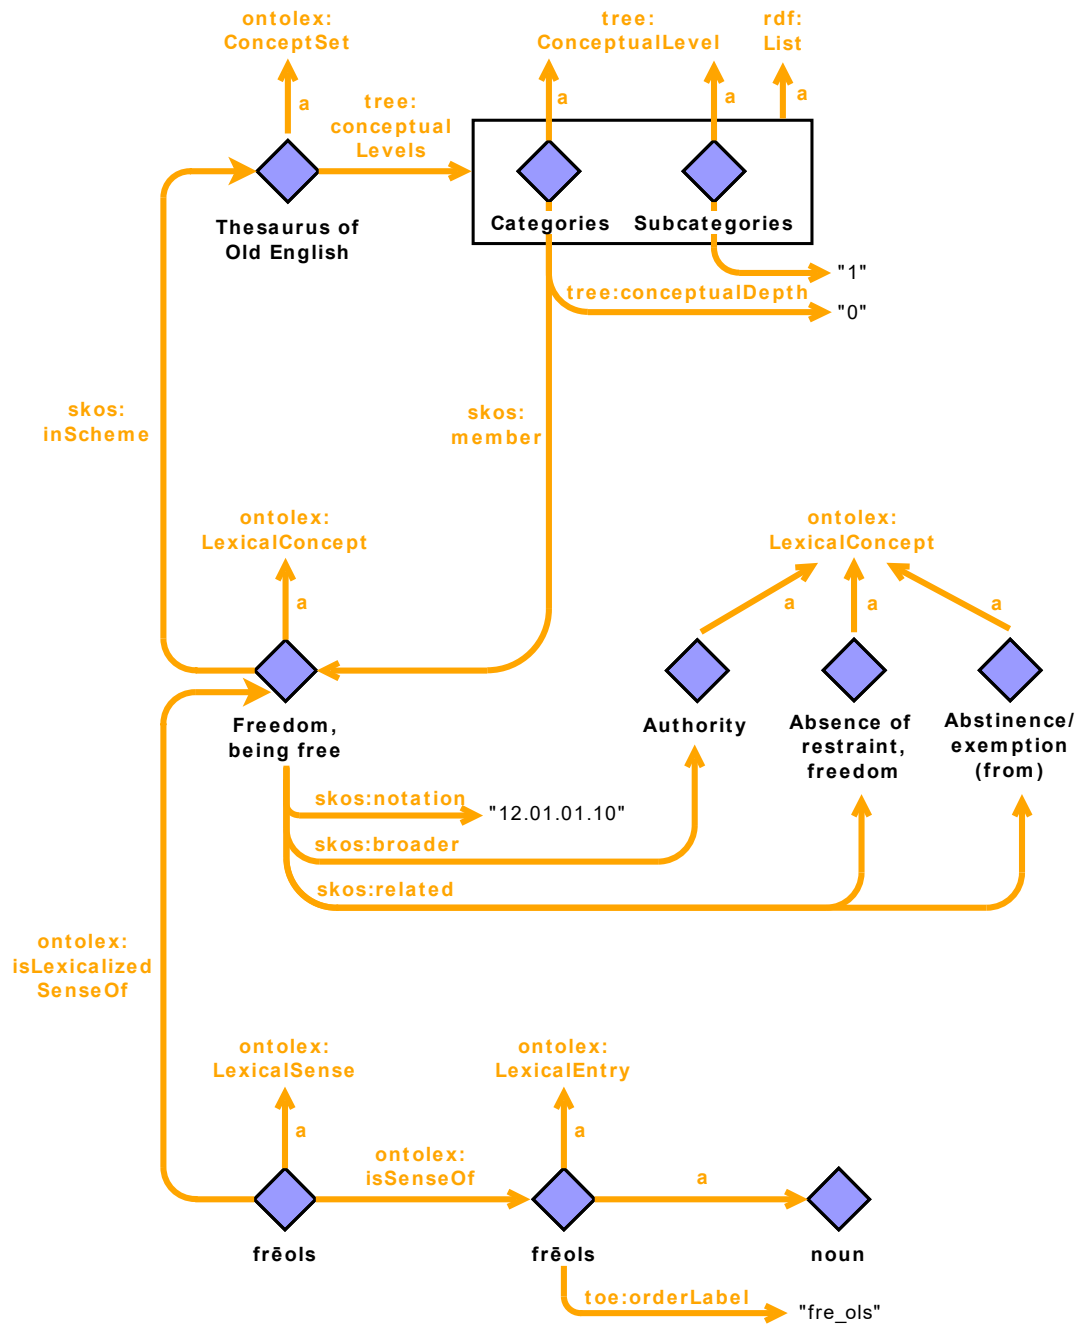 ontolex:
ConceptSet
tree:
ConceptualLevel
rdf:
List
a
a
a
a
tree:
conceptual
Levels
Thesaurus of
Old English
Categories
Subcategories
"1"
tree:conceptualDepth
"0"
skos:
inScheme
skos:
member
ontolex:
LexicalConcept
ontolex:
LexicalConcept
a
a
a
a
Freedom,
being free
Authority
Absence of
restraint,
freedom
Abstinence/
exemption
(from)
skos:notation
"12.01.01.10"
skos:broader
skos:related
ontolex:
isLexicalized
SenseOf
ontolex:
LexicalSense
ontolex:
LexicalEntry
a
a
ontolex:
isSenseOf
a
frēols
frēols
noun
toe:orderLabel
"fre_ols"